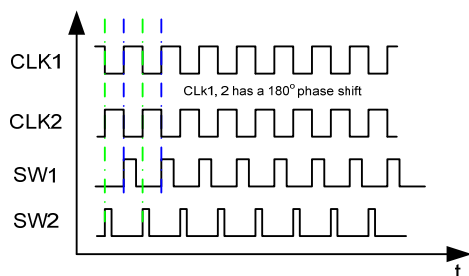 CLK1
CLk1, 2 has a 180° phase shift
CLK2
SW1
SW2
t